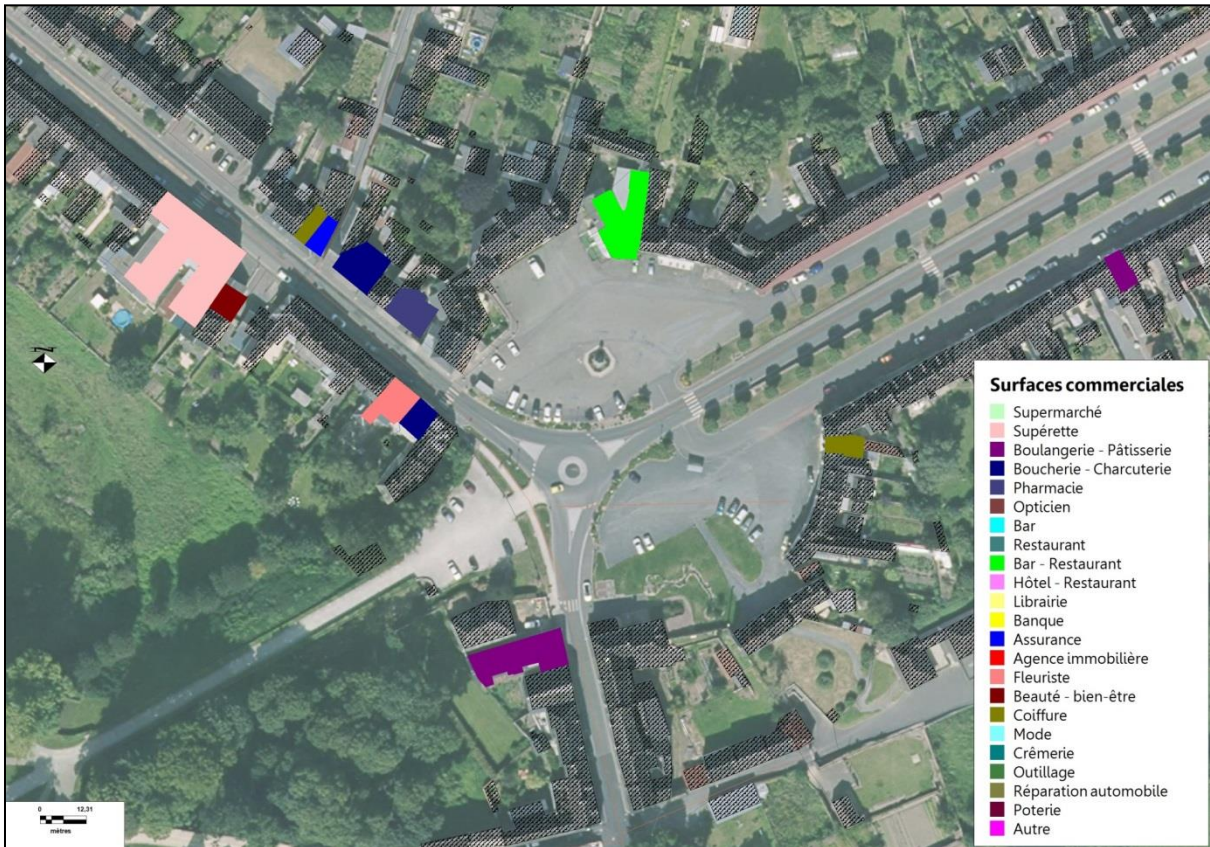 N
Surfaces commerciales
Supermarché
Supérette
Boulangerie - Pâtisserie
Boucherie - Charcuterie
Pharmacie
Opticien
Bar
Restaurant
Bar - Restaurant
Hôtel - Restaurant
Librairie
Banque
Assurance
Agence immobilière
Fleuriste
Beauté - bien-être
Coiffure
Mode
Crêmerie
Outillage
Réparation automobile
Poterie
Autre
0 12,31
mètres